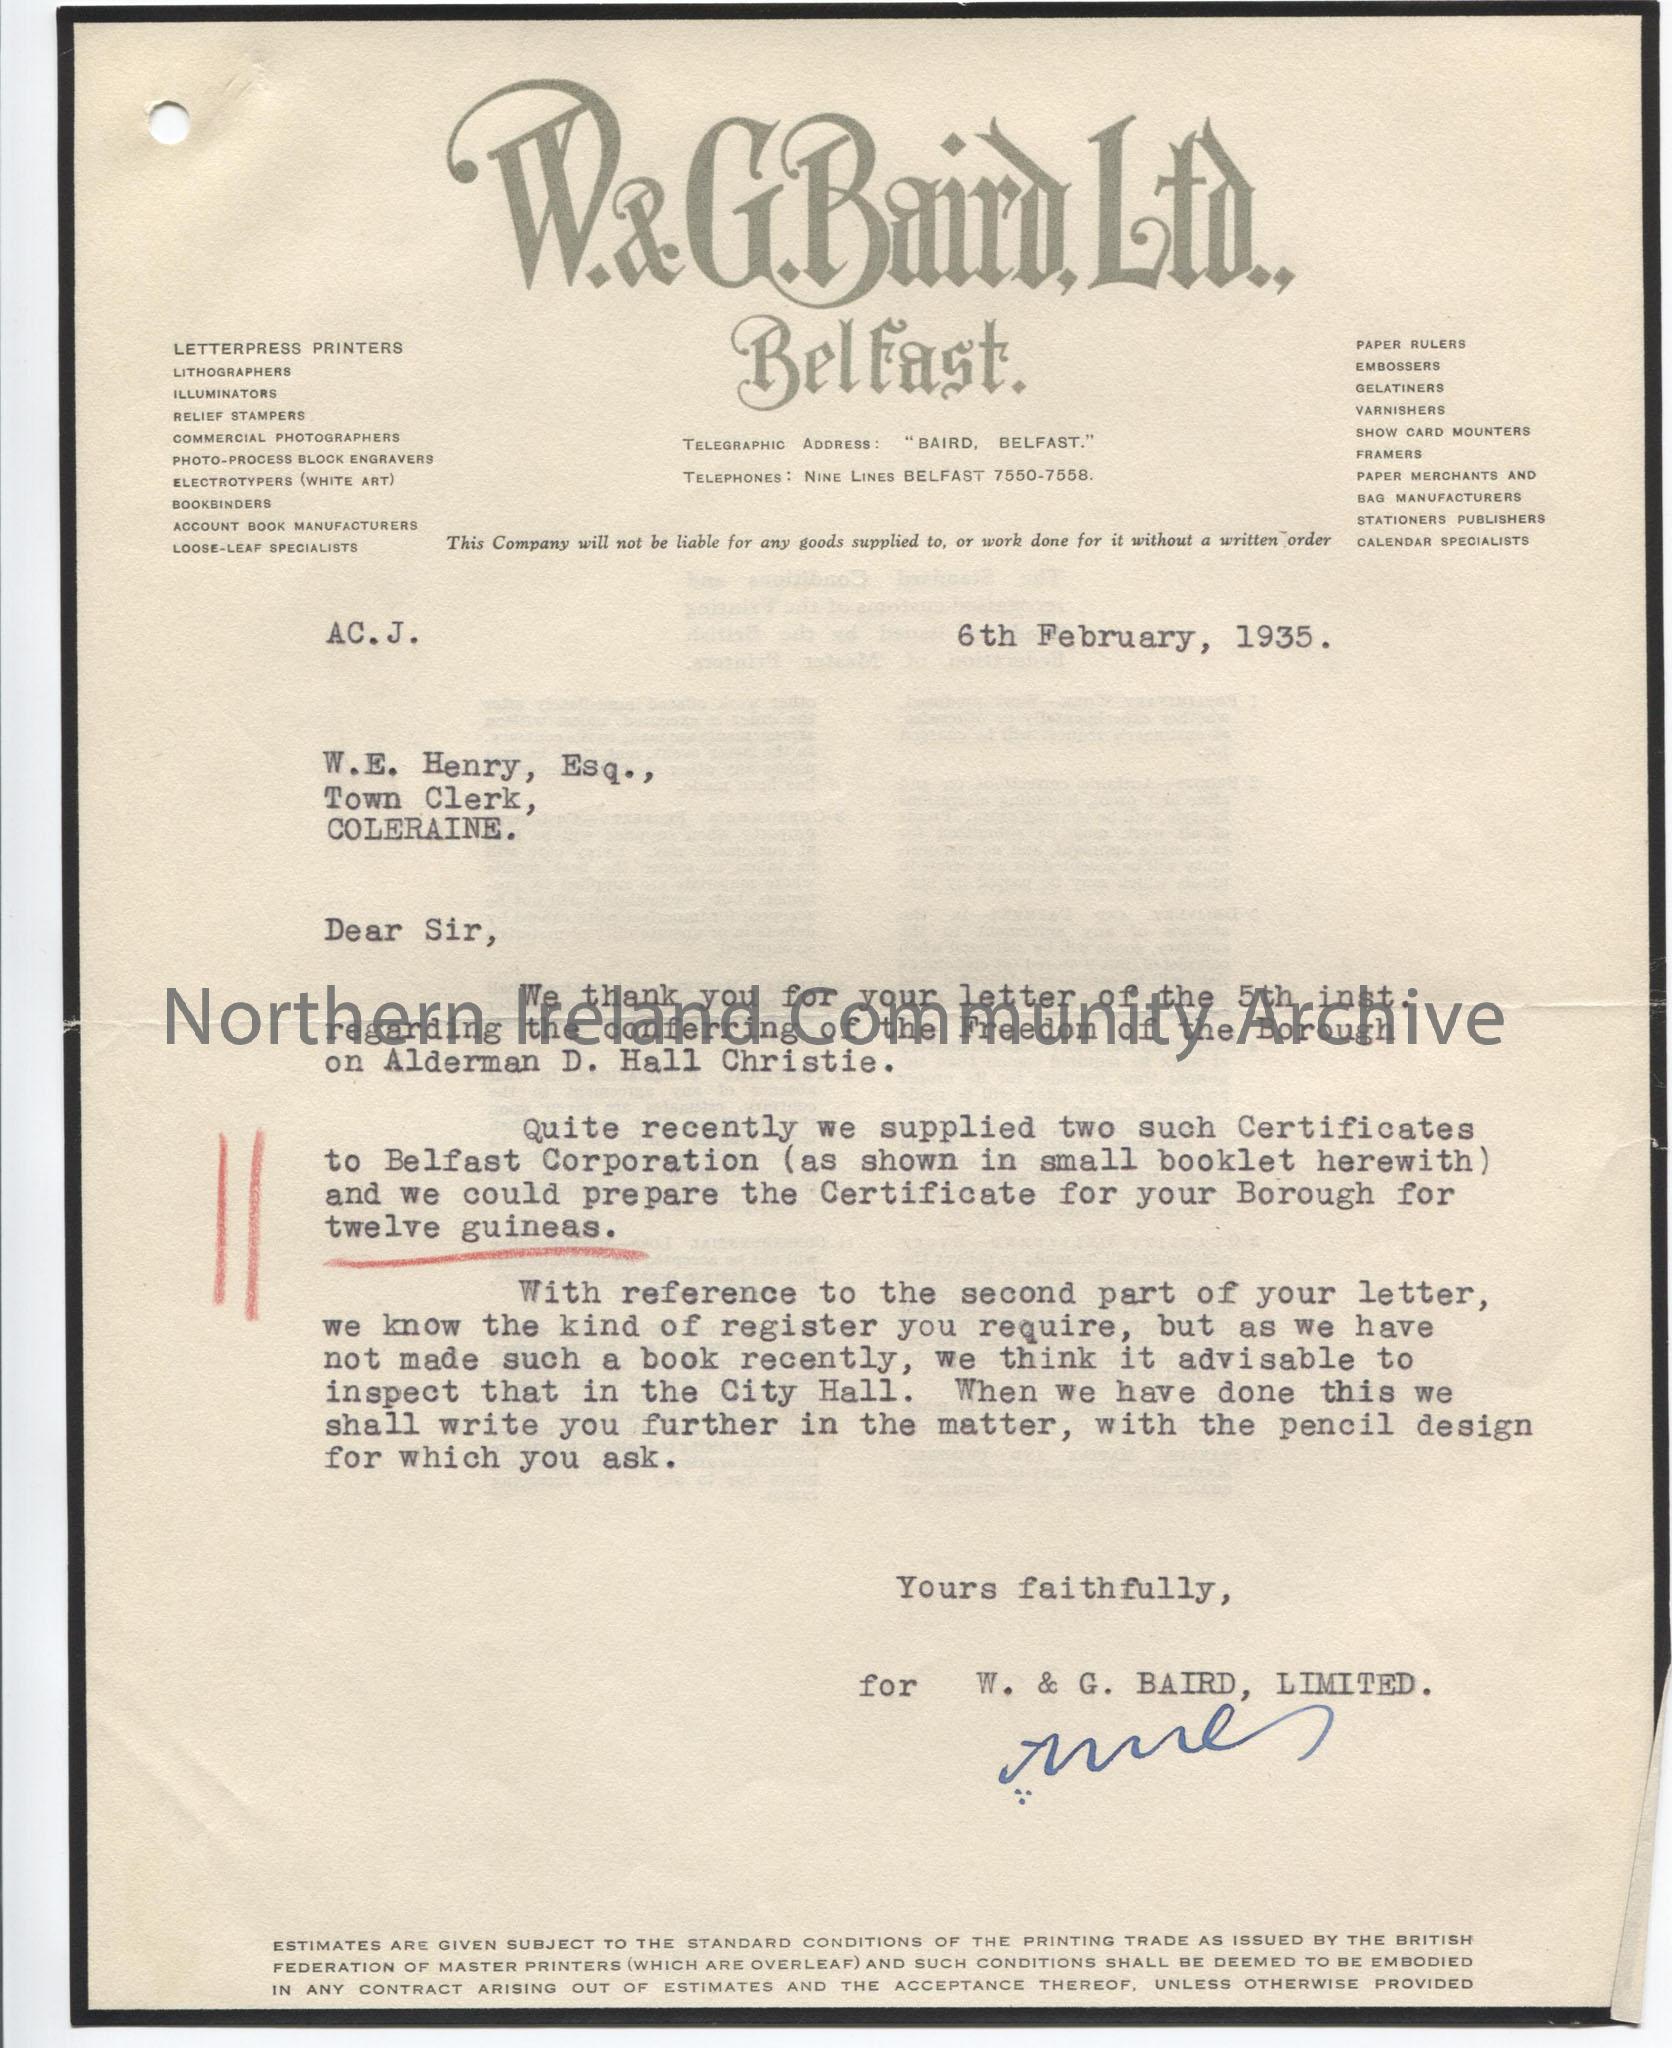 W. & G. Baird, Ltd.,
Belfast.
LETTERPRESS PRINTERS
LITHOGRAPHERS
ILLUMINATORS
RELIEF STAMPERS
COMMERCIAL PHOTOGRAPHERS
PHOTO-PROCESS BLOCK ENGRAVERS
ELECTROTYPERS (WHITE ART)
BOOKBINDERS
ACCOUNT BOOK MANUFACTURERS
LOOSE-LEAF SPECIALISTS
TELEGRAPHIC ADDRESS: "BAIRD, BELFAST."
TELEPHONES: NINE LINES BELFAST 7550-7558.
PAPER RULERS
EMBOSSERS
GELATINERS
VARNISHERS
SHOW CARD MOUNTERS
FRAMERS
PAPER MERCHANTS AND
BAG MANUFACTURERS
STATIONERS PUBLISHERS
CALENDAR SPECIALISTS
This Company will not be liable for any goods supplied to, or work done for it without a written order
AC.J. 6th February, 1935.
W.E. Henry, Esq.,
Town Clerk,
COLERAINE.
Dear Sir,
We thank you for your letter of the 5th inst.
Northern Ireland Community Archive
regarding the conferring of the Freedom of the Borough
on Alderman D. Hall Christie.
Quite recently we supplied two such Certificates
to Belfast Corporation (as shown in small booklet herewith)
and we could prepare the Certificate for your Borough for
twelve guineas.
With reference to the second part of your letter,
we know the kind of register you require, but as we have
not made such a book recently, we think it advisable to
inspect that in the City Hall. When we have done this we
shall write you further in the matter, with the pencil design
for which you ask.
Yours faithfully,
for W. & G. BAIRD, LIMITED.
ESTIMATES ARE GIVEN SUBJECT TO THE STANDARD CONDITIONS OF THE PRINTING TRADE AS ISSUED BY THE BRITISH
FEDERATION OF MASTER PRINTERS (WHICH ARE OVERLEAF) AND SUCH CONDITIONS SHALL BE DEEMED TO BE EMBODIED
IN ANY CONTRACT ARISING OUT OF ESTIMATES AND THE ACCEPTANCE THEREOF, UNLESS OTHERWISE PROVIDED